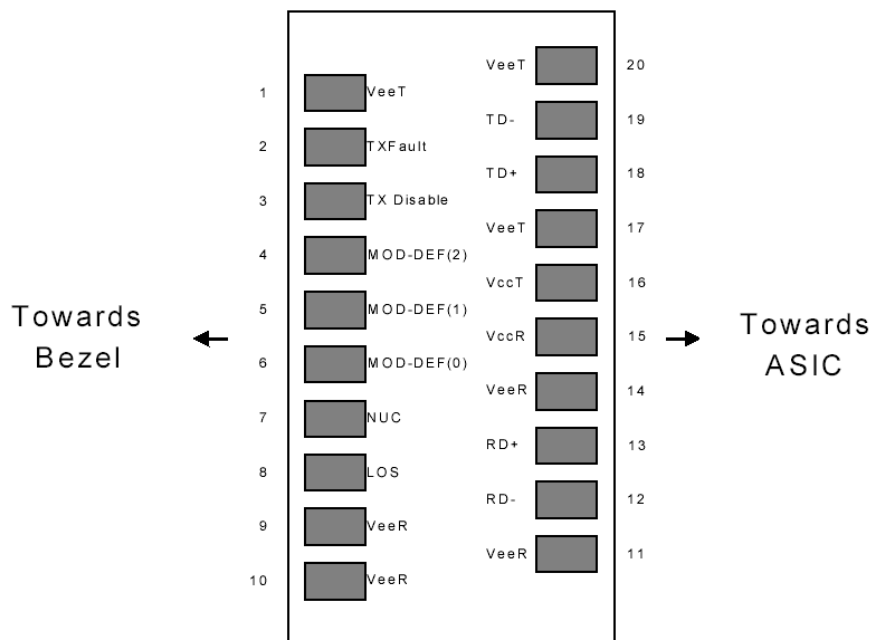 VeeT 20
1 VeeT
TD- 19
2 TXFault
TD+ 18
3 TX Disable
VeeT 17
4 MOD-DEF(2)
VccT 16
5 MOD-DEF(1)
Towards
Bezel
VccR 15
Towards
ASIC
6 MOD-DEF(0)
VeeR 14
7 NUC
RD+ 13
8 LOS
RD- 12
9 VeeR
VeeR 11
10 VeeR